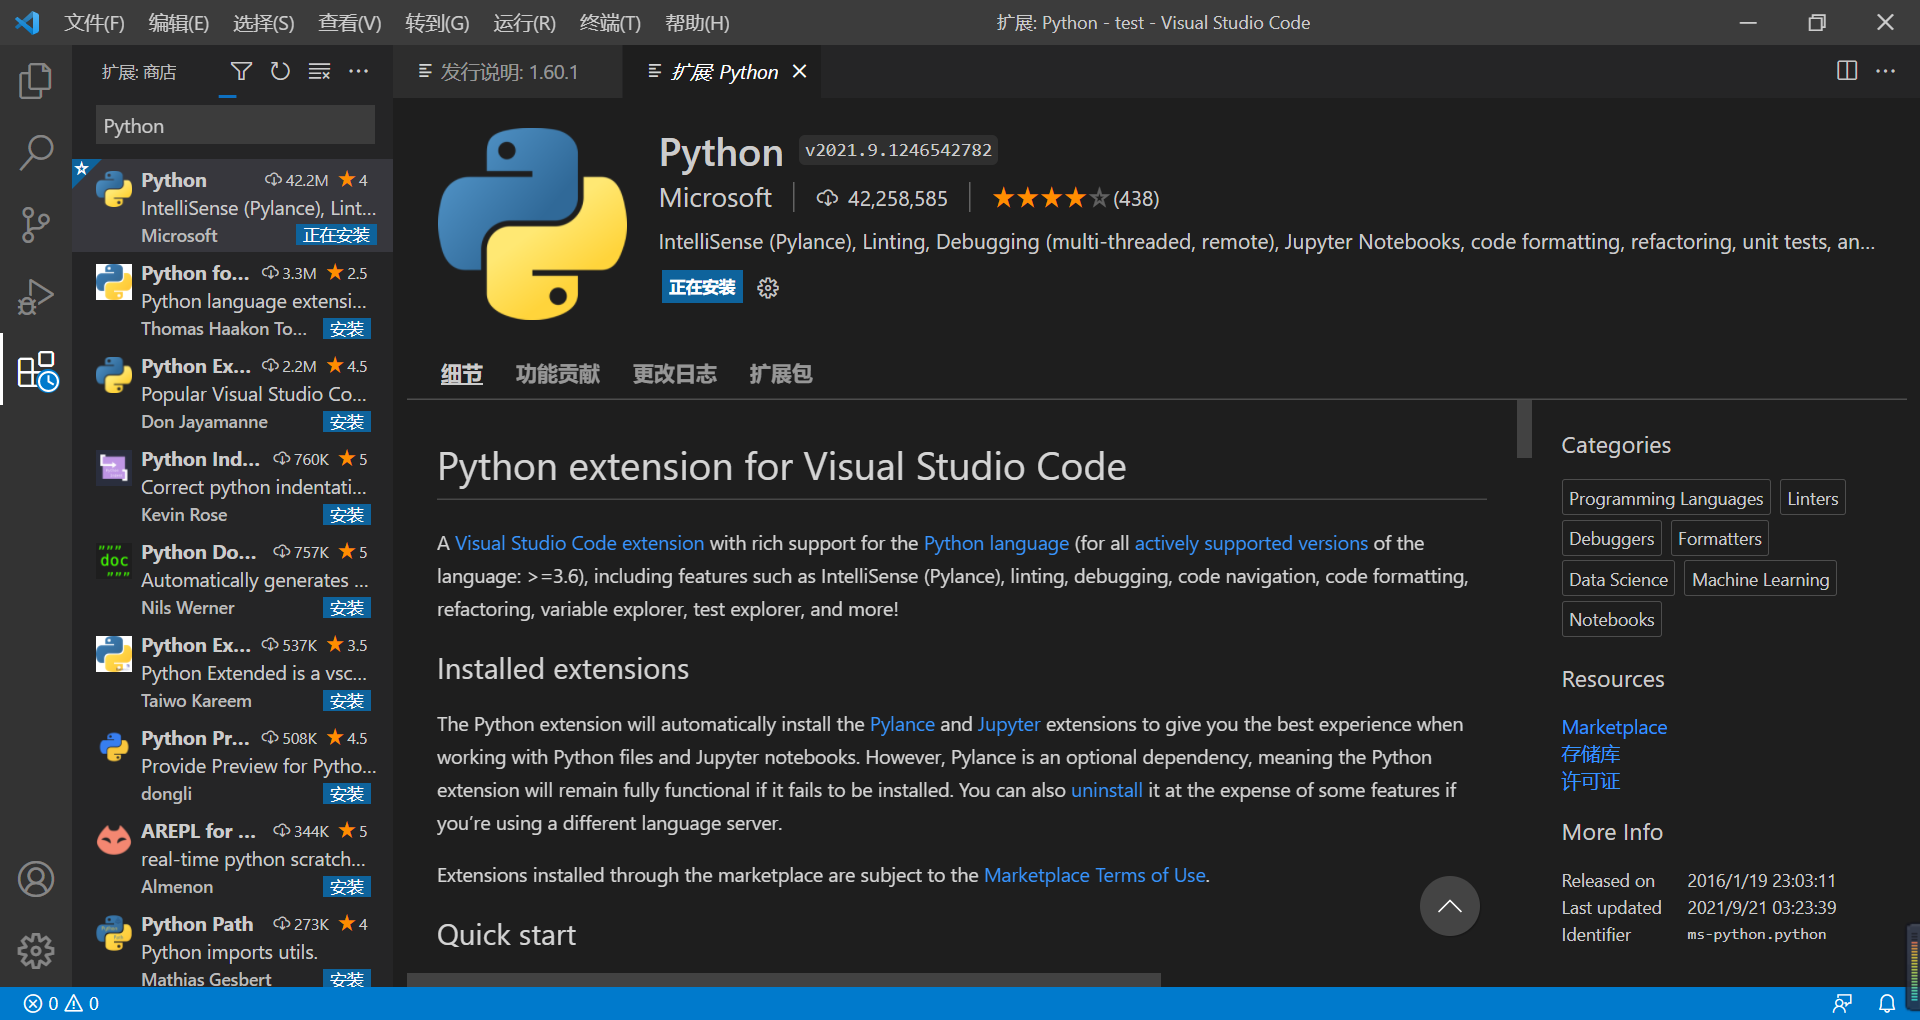 文件(F) 编辑(E) 选择(S) 查看(V) 转到(G) 运行(R) 终端(T) 帮助(H)
扩展: Python - test - Visual Studio Code
扩展: 商店
Python
Python 42.2M 4
IntelliSense (Pylance), Lint...
Microsoft 正在安装
Python fo... 3.3M 2.5
Python language extensi...
Thomas Haakon To... 安装
Python Ex... 2.2M 4.5
Popular Visual Studio Co...
Don Jayamanne 安装
Python Ind... 760K 5
Correct python indentati...
Kevin Rose 安装
"""
doc
"""
Python Do... 757K 5
Automatically generates ...
Nils Werner 安装
Python Ex... 537K 3.5
Python Extended is a vsc...
Taiwo Kareem 安装
Python Pr... 508K 4.5
Provide Preview for Pytho...
dongli 安装
AREPL for ... 344K 5
real-time python scratch...
Almenon 安装
Python Path 273K 4
Python imports utils.
Mathias Gesbert 安装
发行说明: 1.60.1
扩展 Python
Python v2021.9.1246542782
Microsoft 42,258,585 (438)
IntelliSense (Pylance), Linting, Debugging (multi-threaded, remote), Jupyter Notebooks, code formatting, refactoring, unit tests, an...
正在安装
细节 功能贡献 更改日志 扩展包
Python extension for Visual Studio Code
A Visual Studio Code extension with rich support for the Python language (for all actively supported versions of the
language: >=3.6), including features such as IntelliSense (Pylance), linting, debugging, code navigation, code formatting,
refactoring, variable explorer, test explorer, and more!
Installed extensions
The Python extension will automatically install the Pylance and Jupyter extensions to give you the best experience when
working with Python files and Jupyter notebooks. However, Pylance is an optional dependency, meaning the Python
extension will remain fully functional if it fails to be installed. You can also uninstall it at the expense of some features if
you’re using a different language server.
Extensions installed through the marketplace are subject to the Marketplace Terms of Use.
Quick start
Categories
Programming Languages Linters
Debuggers Formatters
Data Science Machine Learning
Notebooks
Resources
Marketplace
存储库
许可证
More Info
Released on 2016/1/19 23:03:11
Last updated 2021/9/21 03:23:39
Identifier ms-python.python
0 0